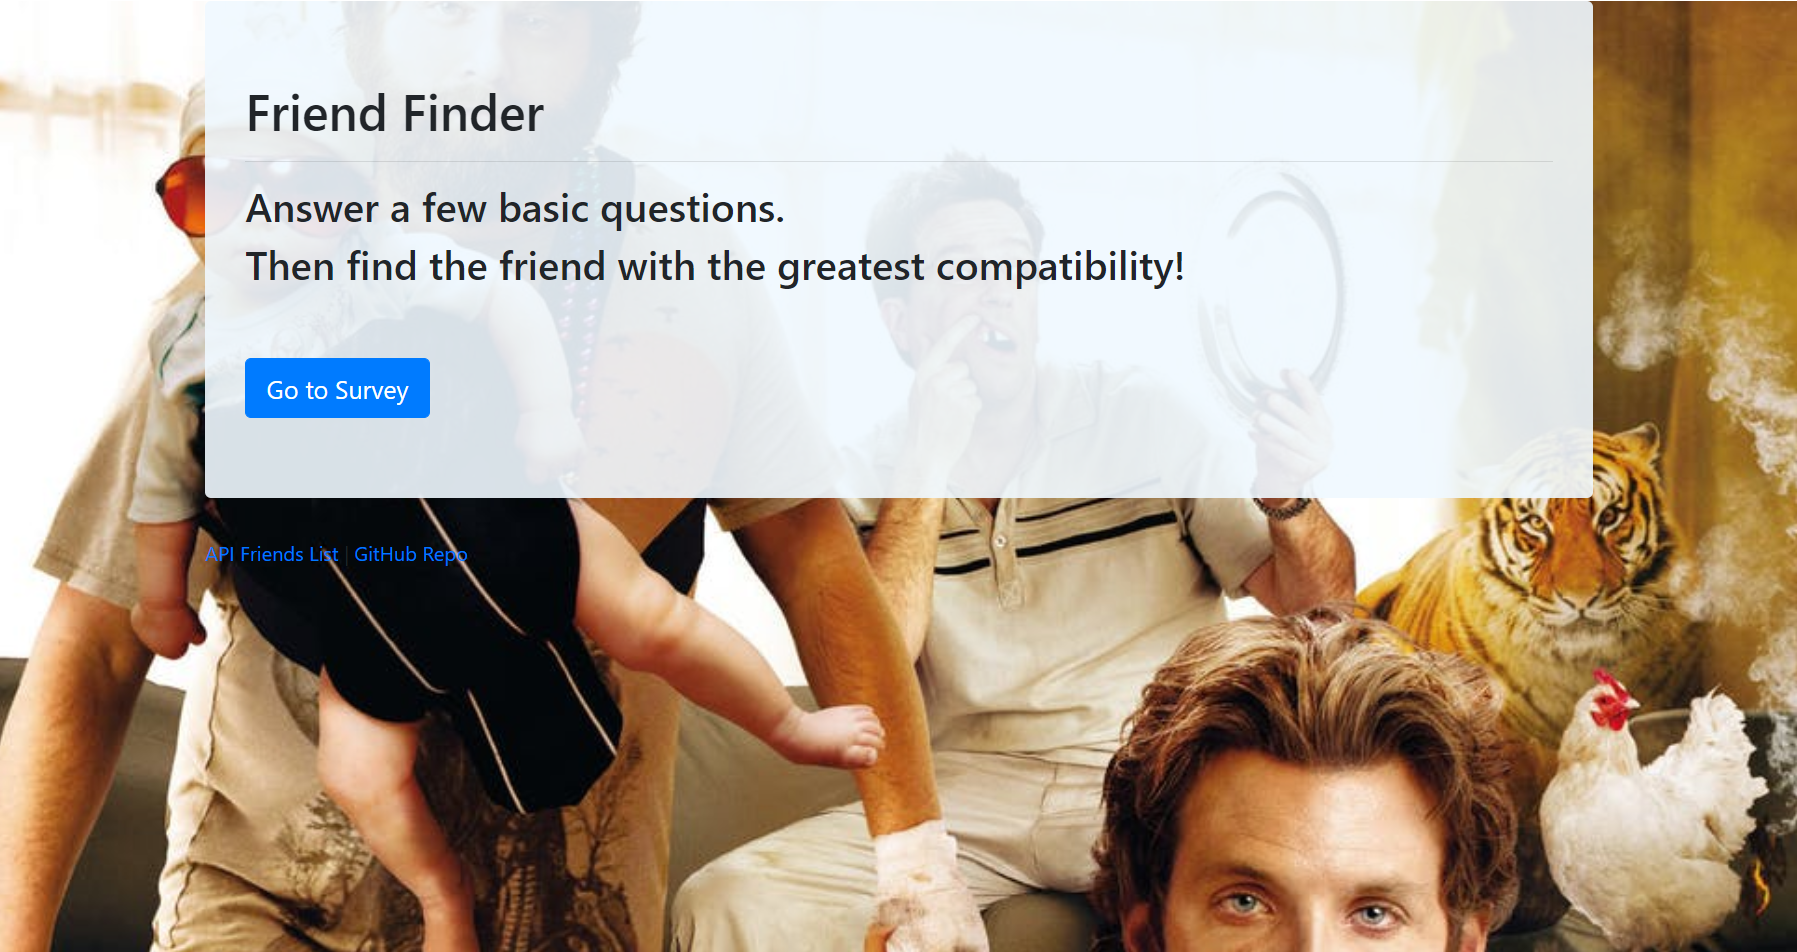 Friend Finder
Answer a few basic questions.
Then find the friend with the greatest compatibility!
Go to Survey
API Friends List | GitHub Repo